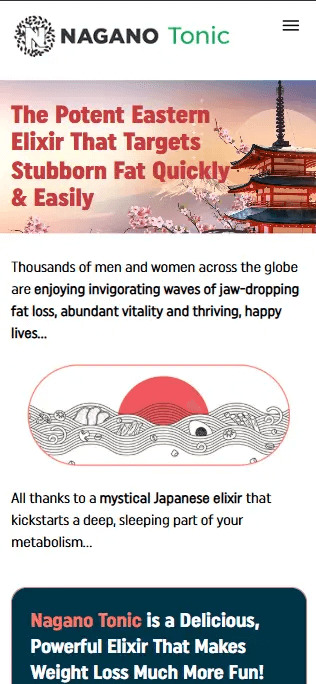 NAGANO Tonic
The Potent Eastern
Elixir That Targets
Stubborn Fat Quickly
& Easily
Thousands of men and women across the globe
are enjoying invigorating waves of jaw-dropping
fat loss, abundant vitality and thriving, happy
lives...
All thanks to a mystical Japanese elixir that
kickstarts a deep, sleeping part of your
metabolism...
Nagano Tonic is a Delicious,
Powerful Elixir That Makes
Weight Loss Much More Fun!